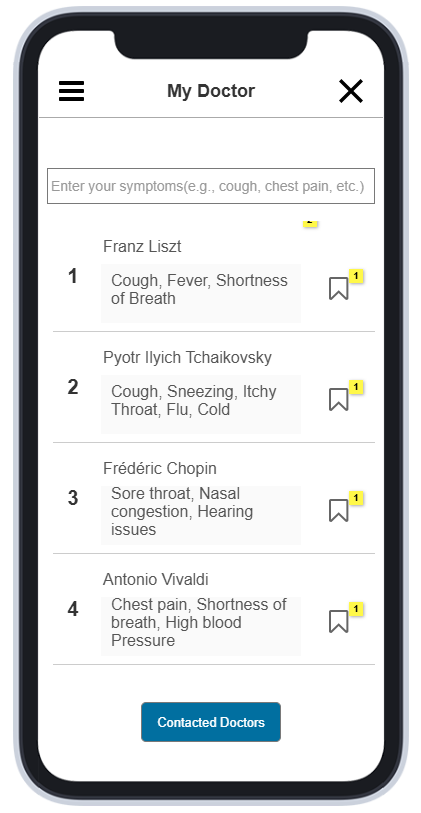 My Doctor
Enter your symptoms(e.g., cough, chest pain, etc.)
Franz Liszt
1
Cough, Fever, Shortness
of Breath
1
Pyotr Ilyich Tchaikovsky
2
Cough, Sneezing, Itchy
Throat, Flu, Cold
1
Frédéric Chopin
3
Sore throat, Nasal
congestion, Hearing
issues
1
Antonio Vivaldi
4
Chest pain, Shortness of
breath, High blood
Pressure
1
Contacted Doctors